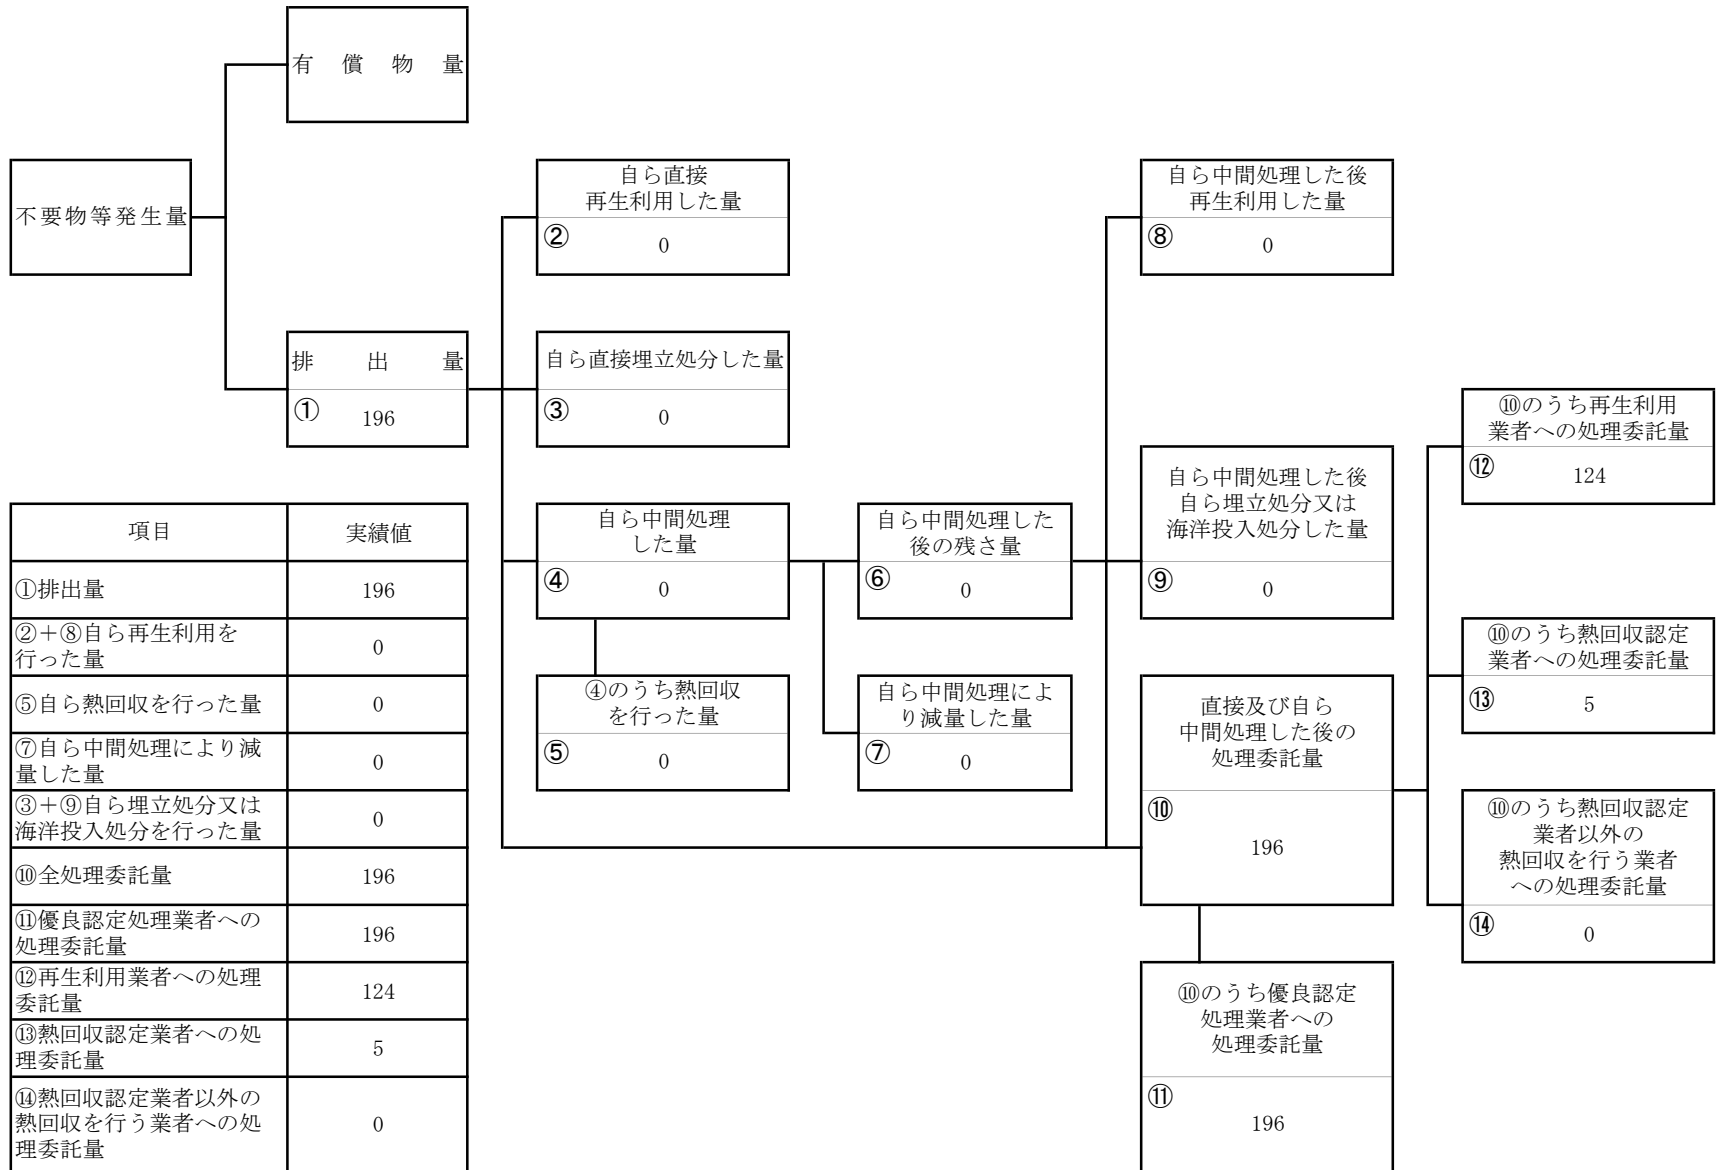 有償物量
不要物等発生量
自ら直接
再生利用した量
②
0
自ら中間処理した後
再生利用した量
⑧
0
排出量
①
196
自ら直接埋立処分した量
③
0
⑩のうち再生利用
業者への処理委託量
⑫
124
自ら中間処理
した量
④
0
自ら中間処理した
後の残さ量
⑥
0
自ら中間処理した後
自ら埋立処分又は
海洋投入処分した量
⑨
0
⑩のうち熱回収認定
業者への処理委託量
⑬
5
④のうち熱回収
を行った量
⑤
0
自ら中間処理によ
り減量した量
⑦
0
直接及び自ら
中間処理した後の
処理委託量
⑩
196
⑩のうち熱回収認定
業者以外の
熱回収を行う業者
への処理委託量
⑭
0
⑩のうち優良認定
処理業者への
処理委託量
⑪
196
項目 実績値
①排出量 196
②＋⑧自ら再生利用を
行った量 0
⑤自ら熱回収を行った量 0
⑦自ら中間処理により減
量した量 0
③＋⑨自ら埋立処分又は
海洋投入処分を行った量 0
⑩全処理委託量 196
⑪優良認定処理業者への
処理委託量 196
⑫再生利用業者への処理
委託量 124
⑬熱回収認定業者への処
理委託量 5
⑭熱回収認定業者以外の
熱回収を行う業者への処
理委託量 0